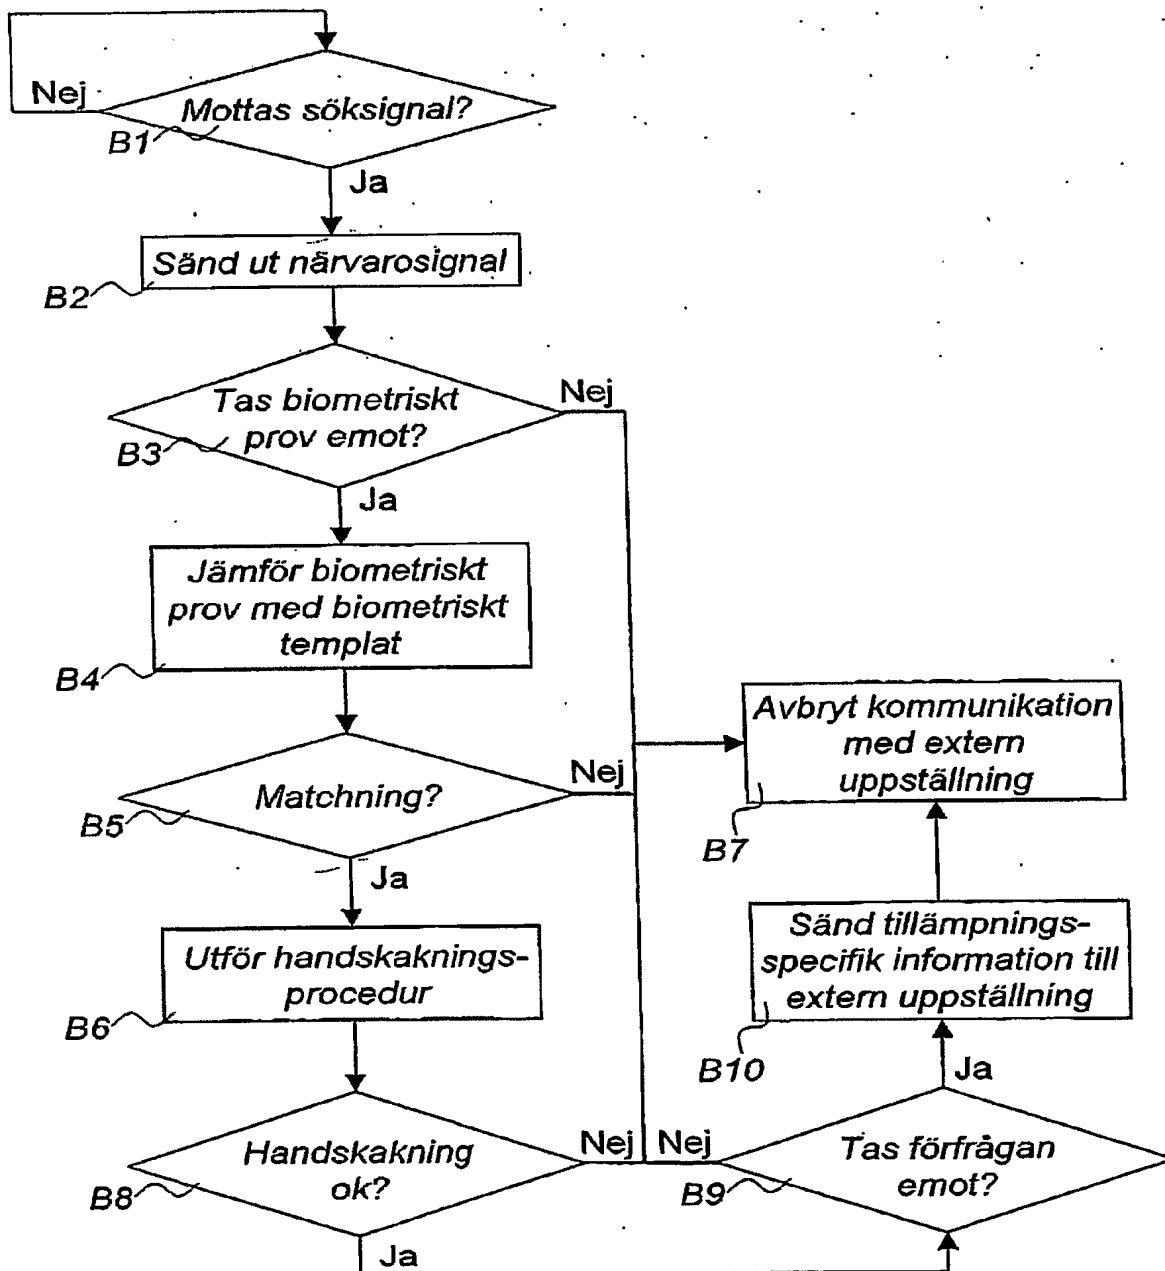 Nej
Mottas söksignal?
B1
Ja
Sänd ut närvarosignal
B2
Tas biometriskt
prov emot?
Nej
B3
Ja
Jämför biometriskt
prov med biometriskt
templat
B4
Matchning?
Nej
B5
Ja
Utför handskaknings-
procedur
B6
Handskakning
ok?
Nej
B8
Ja
Nej
Tas förfrågan
emot?
B9
Ja
Sänd tillämpnings-
specifik information till
extern uppställning
B10
Avbryt kommunikation
med extern
uppställning
B7